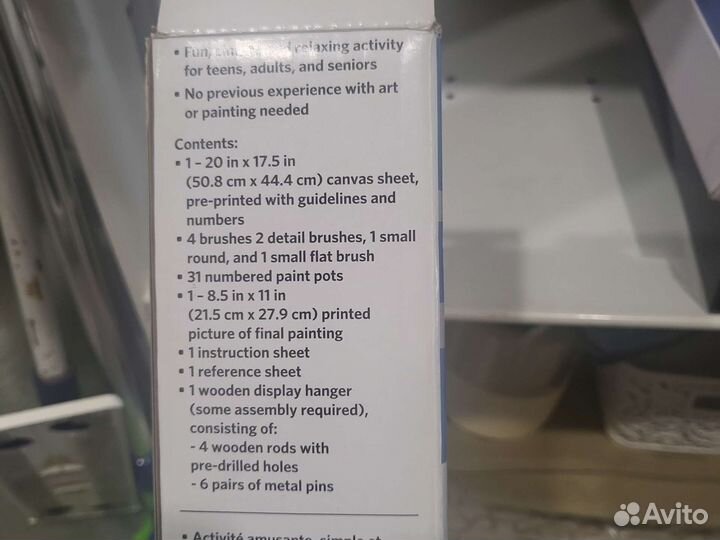 • Fun, relaxing activity
for teens, adults, and seniors
• No previous experience with art
or painting needed
Contents:
• 1 – 20 in x 17.5 in
(50.8 cm x 44.4 cm) canvas sheet,
pre-printed with guidelines and
numbers
• 4 brushes 2 detail brushes, 1 small
round, and 1 small flat brush
• 31 numbered paint pots
• 1 – 8.5 in x 11 in
(21.5 cm x 27.9 cm) printed
picture of final painting
• 1 instruction sheet
• 1 reference sheet
• 1 wooden display hanger
(some assembly required),
consisting of:
- 4 wooden rods with
pre-drilled holes
- 6 pairs of metal pins
• Activité amusante, simple et
Avito